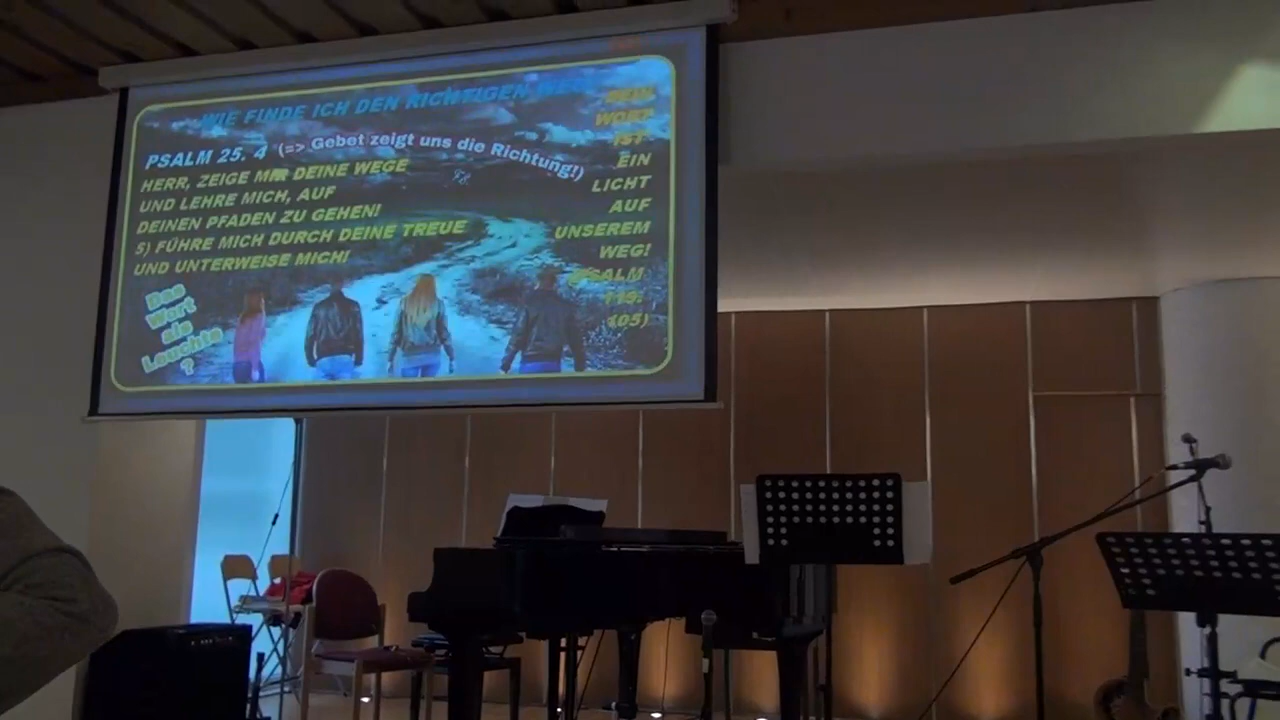 WIE FINDE ICH DEN RICHTIGEN
PSALM 25. 4 (=> Gebet zeigt uns die Richtung!)
HERR, ZEIGE MIR DEINE WEGE
UND LEHRE MICH, AUF
DEINEN PFADEN ZU GEHEN!
5) FÜHRE MICH DURCH DEINE TREUE
UND UNTERWEISE MICH!
Das
Wort
als
Leuchte
?
DEIN
WORT
IST
EIN
LICHT
AUF
UNSEREM
WEG!
PSALM
119.
(05)